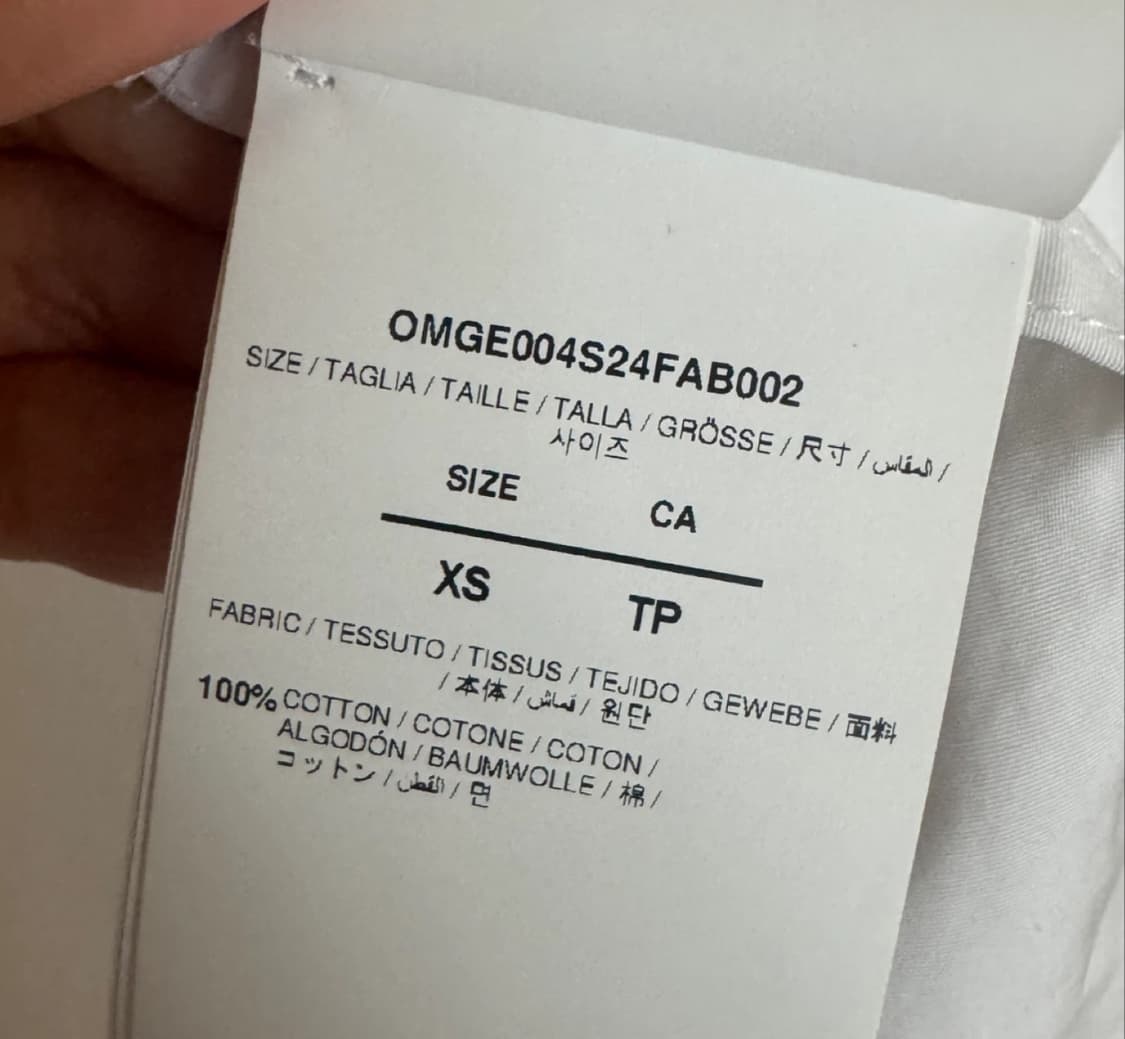 OMGE004S24FAB002
SIZE / TAGLIA / TAILLE / TALLA / GRÖSSE / 尺寸 / المقاس /
사이즈
SIZE CA
XS TP
FABRIC / TESSUTO / TISSUS / TEJIDO / GEWEBE / 面料
/ 本体 / قماش / 원단
100% COTTON / COTONE / COTON /
ALGODÓN / BAUMWOLLE / 棉 /
コットン / القطن / 면